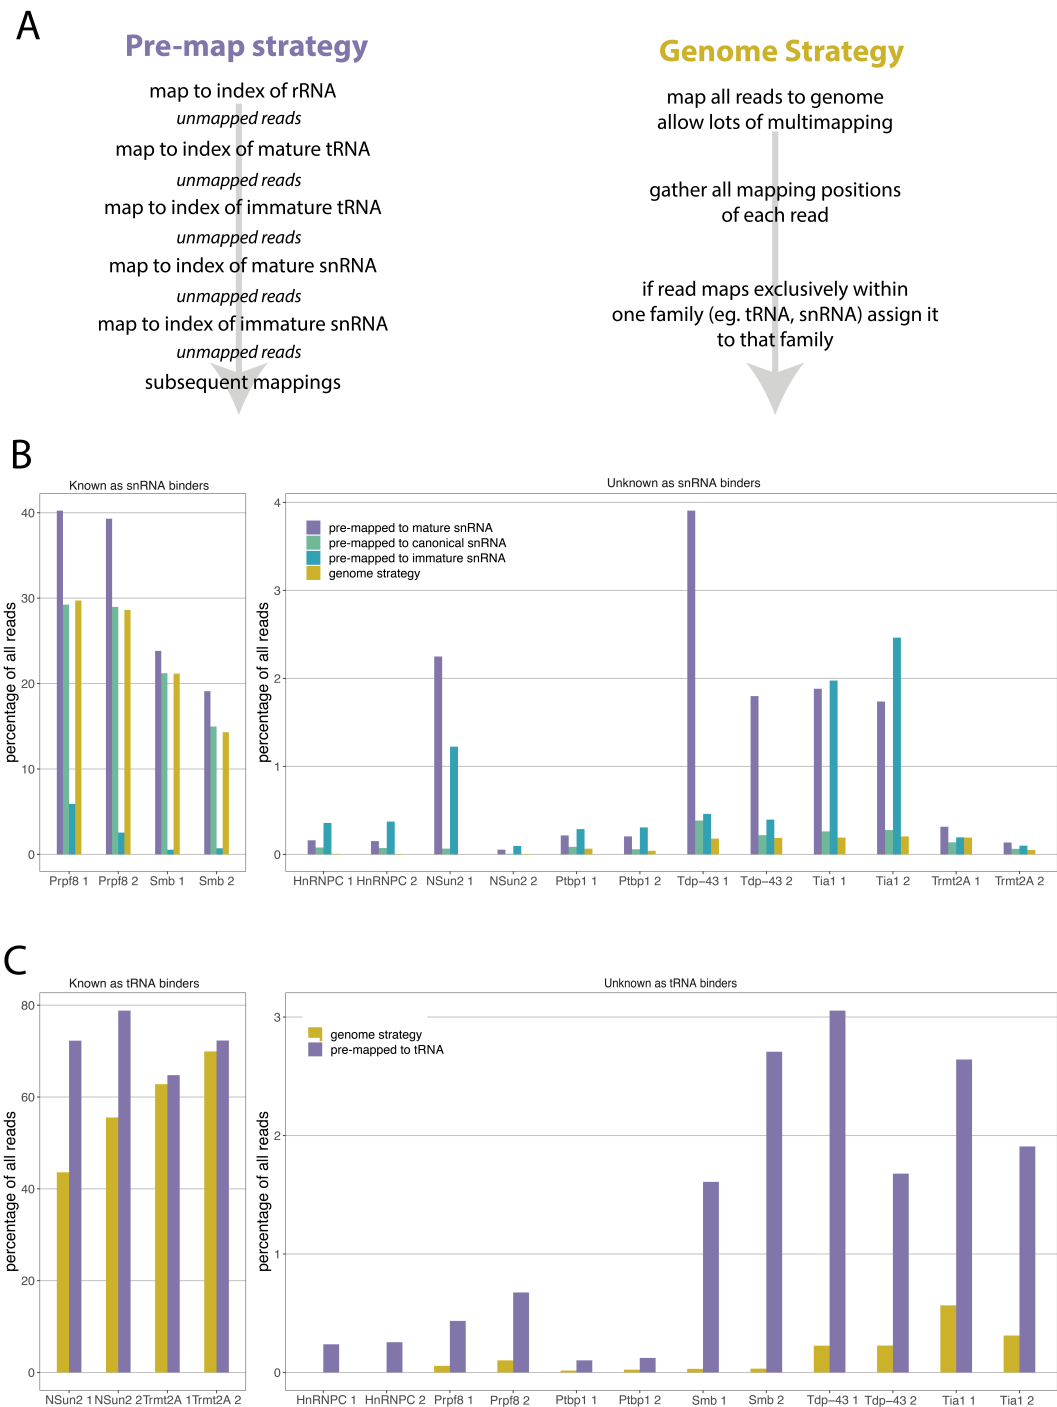 A
Pre-map strategy
map to index of rRNA
unmapped reads
map to index of mature tRNA
unmapped reads
map to index of immature tRNA
unmapped reads
map to index of mature snRNA
unmapped reads
map to index of immature snRNA
unmapped reads
subsequent mappings
Genome Strategy
map all reads to genome
allow lots of multimapping
gather all mapping positions
of each read
if read maps exclusively within
one family (eg. tRNA, snRNA) assign it
to that family
B
Known as snRNA binders
percentage of all reads
40
30
20
10
0
Prpf8 1 Prpf8 2 Smb 1 Smb 2
Unknown as snRNA binders
percentage of all reads
4
3
2
1
0
pre-mapped to mature snRNA
pre-mapped to canonical snRNA
pre-mapped to immature snRNA
genome strategy
HnRNPC 1 HnRNPC 2 NSun2 1 NSun2 2 Ptbp1 1 Ptbp1 2 Tdp-43 1 Tdp-43 2 Tia1 1 Tia1 2 Trmt2A 1 Trmt2A 2
C
Known as tRNA binders
percentage of all reads
80
60
40
20
0
NSun2 1 NSun2 2 Trmt2A 1 Trmt2A 2
Unknown as tRNA binders
percentage of all reads
3
2
1
0
genome strategy
pre-mapped to tRNA
HnRNPC 1 HnRNPC 2 Prpf8 1 Prpf8 2 Ptbp1 1 Ptbp1 2 Smb 1 Smb 2 Tdp-43 1 Tdp-43 2 Tia1 1 Tia1 2